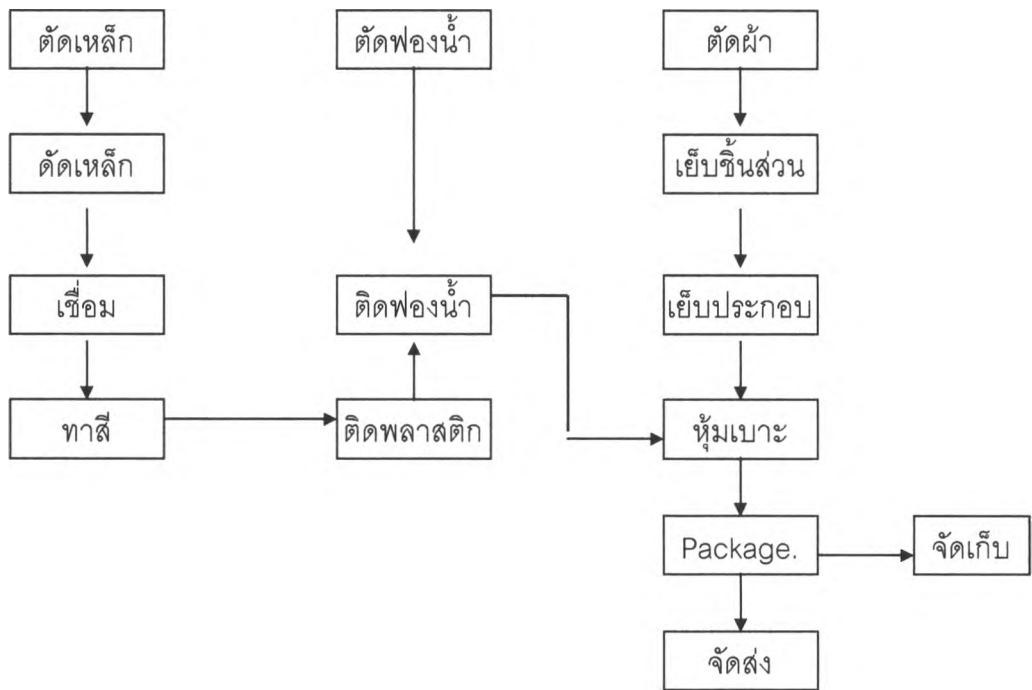 ตัดเหล็ก
ตัดฟองน้ำ
ตัดผ้า
ดัดเหล็ก
เย็บชิ้นส่วน
เชื่อม
ติดฟองน้ำ
เย็บประกอบ
ทาสี
ติดพลาสติก
หุ้มเบาะ
Package.
จัดเก็บ
จัดส่ง